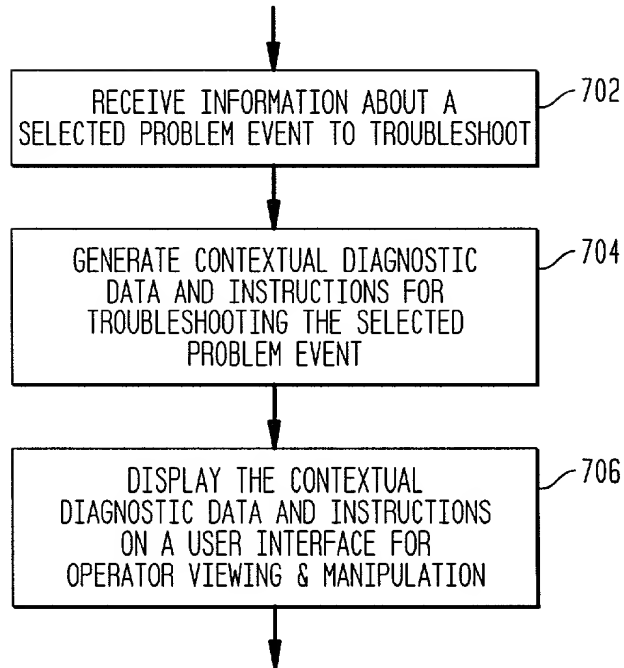 RECEIVE INFORMATION ABOUT A
SELECTED PROBLEM EVENT TO TROUBLESHOOT
702
GENERATE CONTEXTUAL DIAGNOSTIC
DATA AND INSTRUCTIONS FOR
TROUBLESHOOTING THE SELECTED
PROBLEM EVENT
704
DISPLAY THE CONTEXTUAL
DIAGNOSTIC DATA AND INSTRUCTIONS
ON A USER INTERFACE FOR
OPERATOR VIEWING & MANIPULATION
706